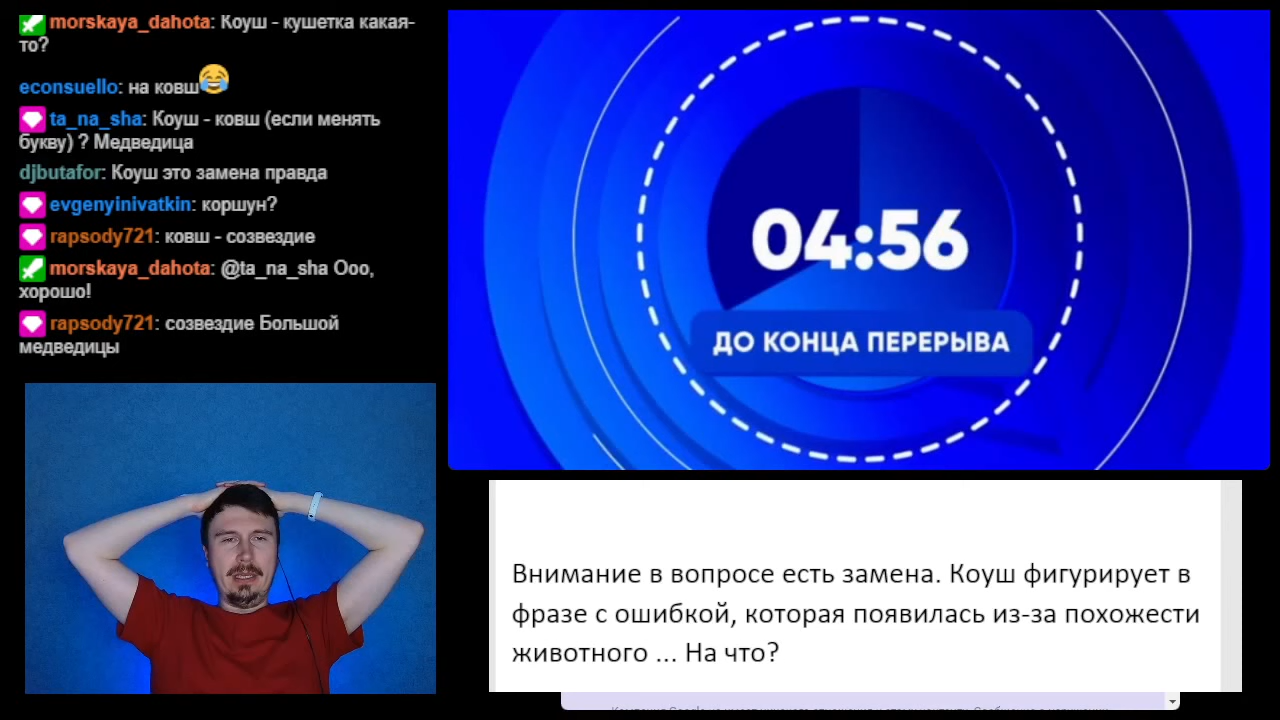 morskaya_dahota: Коуш - кушетка какая-
то?
econsuello: на ковш😂
ta_na_sha: Коуш - ковш (если менять
букву) ? Медведица
djbutafor: Коуш это замена правда
evgenyinivatkin: коршун?
rapsody721: ковш - созвездие
morskaya_dahota: @ta_na_sha Ооо,
хорошо!
rapsody721: созвездие Большой
медведицы
04:56
ДО КОНЦА ПЕРЕРЫВА
Внимание в вопросе есть замена. Коуш фигурирует в
фразе с ошибкой, которая появилась из-за похожести
животного ... На что?